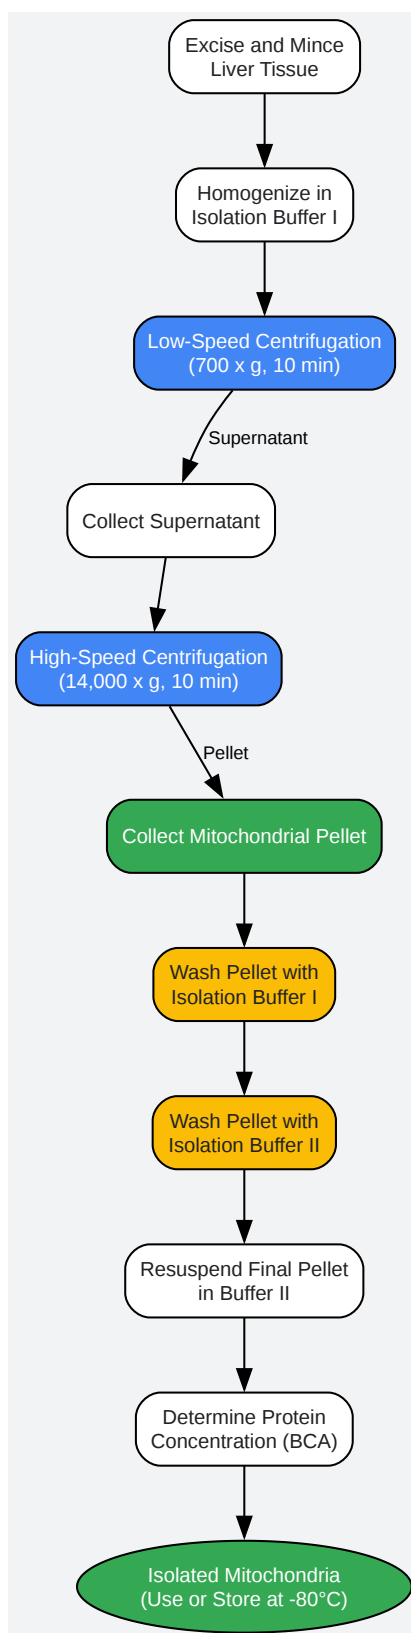 Excise and Mince
Liver Tissue
Homogenize in
Isolation Buffer I
Low-Speed Centrifugation
(700 x g, 10 min)
Supernatant
Collect Supernatant
High-Speed Centrifugation
(14,000 x g, 10 min)
Pellet
Collect Mitochondrial Pellet
Wash Pellet with
Isolation Buffer I
Wash Pellet with
Isolation Buffer II
Resuspend Final Pellet
in Buffer II
Determine Protein
Concentration (BCA)
Isolated Mitochondria
(Use or Store at -80°C)